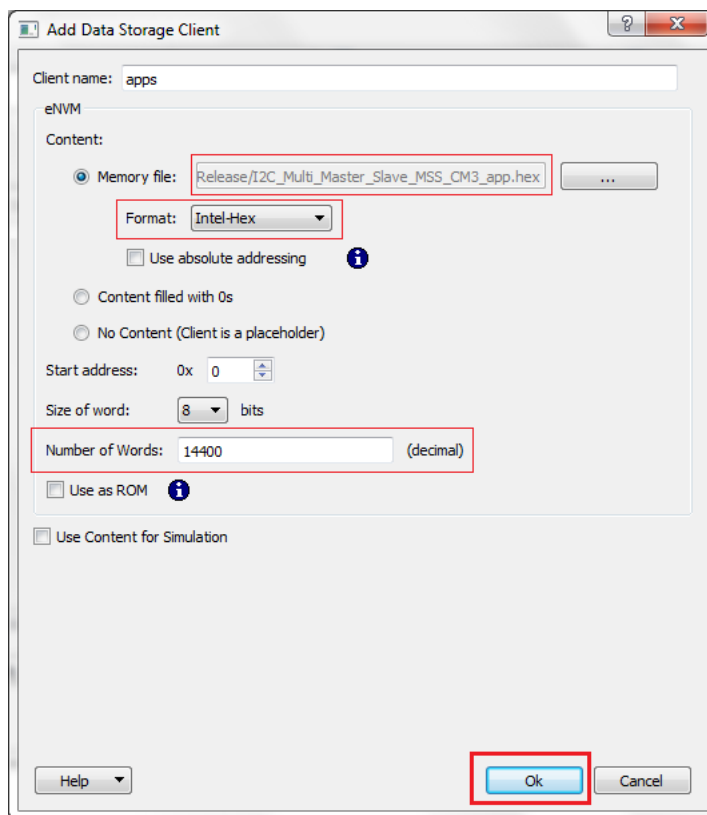 Add Data Storage Client
Client name: apps
eNVM
Content:
Memory file: Release/I2C_Multi_Master_Slave_MSS_CM3_app.hex ...
Format: Intel-Hex
Use absolute addressing
Content filled with 0s
No Content (Client is a placeholder)
Start address: 0x 0
Size of word: 8 bits
Number of Words: 14400 (decimal)
Use as ROM
Use Content for Simulation
Help Ok Cancel